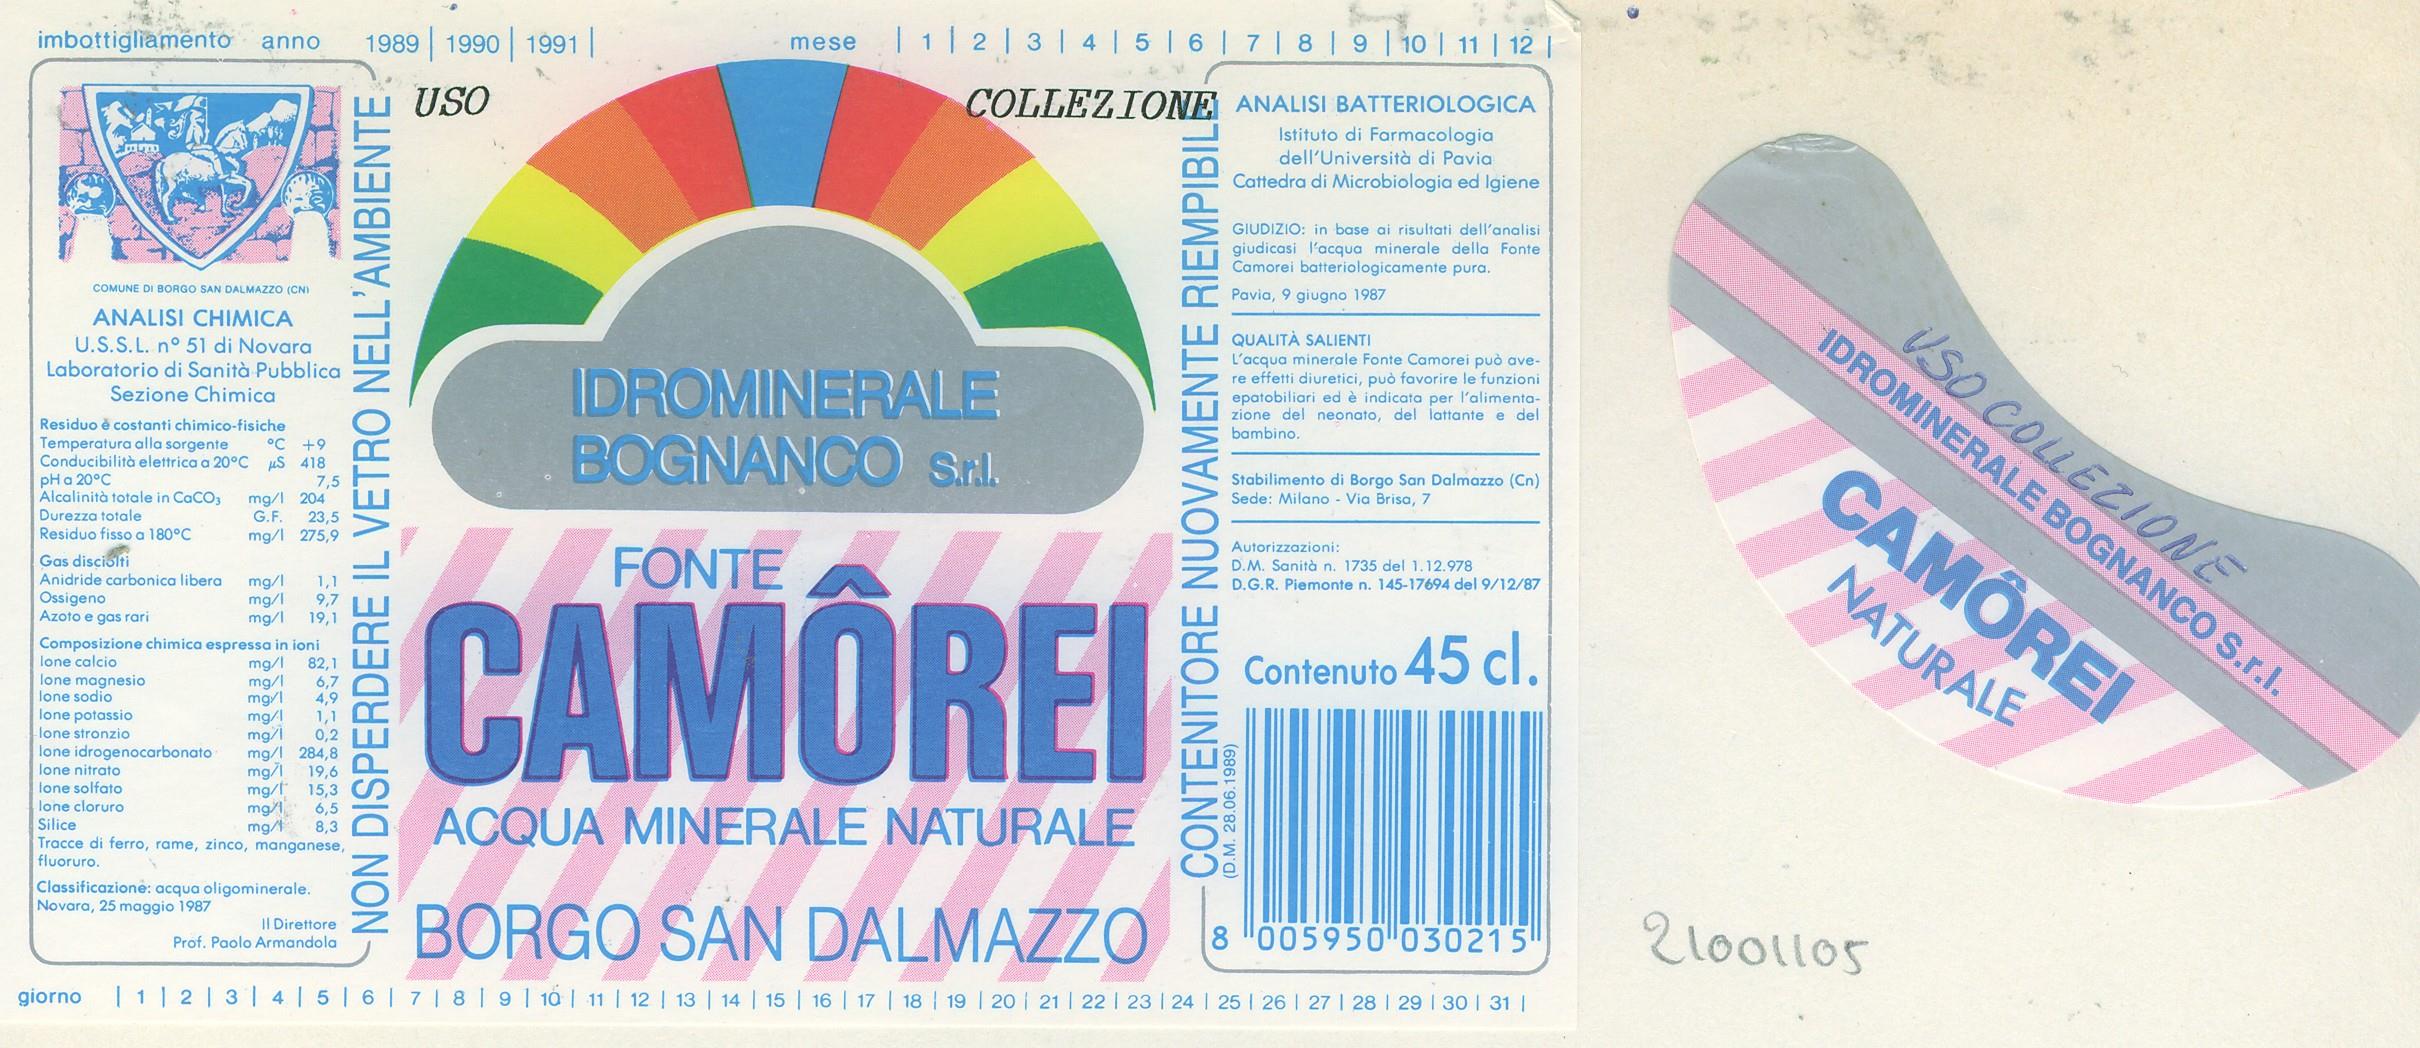 imbottigliamento anno 1989 | 1990 | 1991 |
mese | 1 | 2 | 3 | 4 | 5 | 6 | 7 | 8 | 9 | 10 | 11 | 12 |
COMUNE DI BORGO SAN DALMAZZO (CN)
ANALISI CHIMICA
U.S.S.L. n° 51 di Novara
Laboratorio di Sanità Pubblica
Sezione Chimica
Residuo è costanti chimico-fisiche
Temperatura alla sorgente °C +9
Conducibilità elettrica a 20°C µS 418
pH a 20°C 7,5
Alcalinità totale in CaCO₃ mg/l 204
Durezza totale G.F. 23,5
Residuo fisso a 180°C mg/l 275,9
Gas disciolti
Anidride carbonica libera mg/l 1,1
Ossigeno mg/l 9,7
Azoto e gas rari mg/l 19,1
Composizione chimica espressa in ioni
Ione calcio mg/l 82,1
Ione magnesio mg/l 6,7
Ione sodio mg/l 4,9
Ione potassio mg/l 1,1
Ione stronzio mg/l 0,2
Ione idrogenocarbonato mg/l 284,8
Ione nitrato mg/l 19,6
Ione solfato mg/l 15,3
Ione cloruro mg/l 6,5
Silice mg/l 8,3
Tracce di ferro, rame, zinco, manganese,
fluoruro.
Classificazione: acqua oligominerale.
Novara, 25 maggio 1987
Il Direttore
Prof. Paolo Armandola
NON DISPERDERE IL VETRO NELL'AMBIENTE
USO COLLEZIONE
IDROMINERALE
BOGNANCO S.r.l.
FONTE
CAMÔREI
ACQUA MINERALE NATURALE
BORGO SAN DALMAZZO
CONTENITORE NUOVAMENTE RIEMPIBILE
(D.M. 28.06.1989)
ANALISI BATTERIOLOGICA
Istituto di Farmacologia
dell'Università di Pavia
Cattedra di Microbiologia ed Igiene
GIUDIZIO: in base ai risultati dell'analisi
giudicasi l'acqua minerale della Fonte
Camorei batteriologicamente pura.
Pavia, 9 giugno 1987
QUALITÀ SALIENTI
L'acqua minerale Fonte Camorei può ave-
re effetti diuretici, può favorire le funzioni
epatobiliari ed è indicata per l'alimenta-
zione del neonato, del lattante e del
bambino.
Stabilimento di Borgo San Dalmazzo (Cn)
Sede: Milano - Via Brisa, 7
Autorizzazioni:
D.M. Sanità n. 1735 del 1.12.978
D.G.R. Piemonte n. 145-17694 del 9/12/87
Contenuto 45 cl.
8 005950 030215
giorno | 1 | 2 | 3 | 4 | 5 | 6 | 7 | 8 | 9 | 10 | 11 | 12 | 13 | 14 | 15 | 16 | 17 | 18 | 19 | 20 | 21 | 22 | 23 | 24 | 25 | 26 | 27 | 28 | 29 | 30 | 31 |
USO COLLEZIONE
IDROMINERALE BOGNANCO S.r.l.
CAMÔREI
NATURALE
21001105